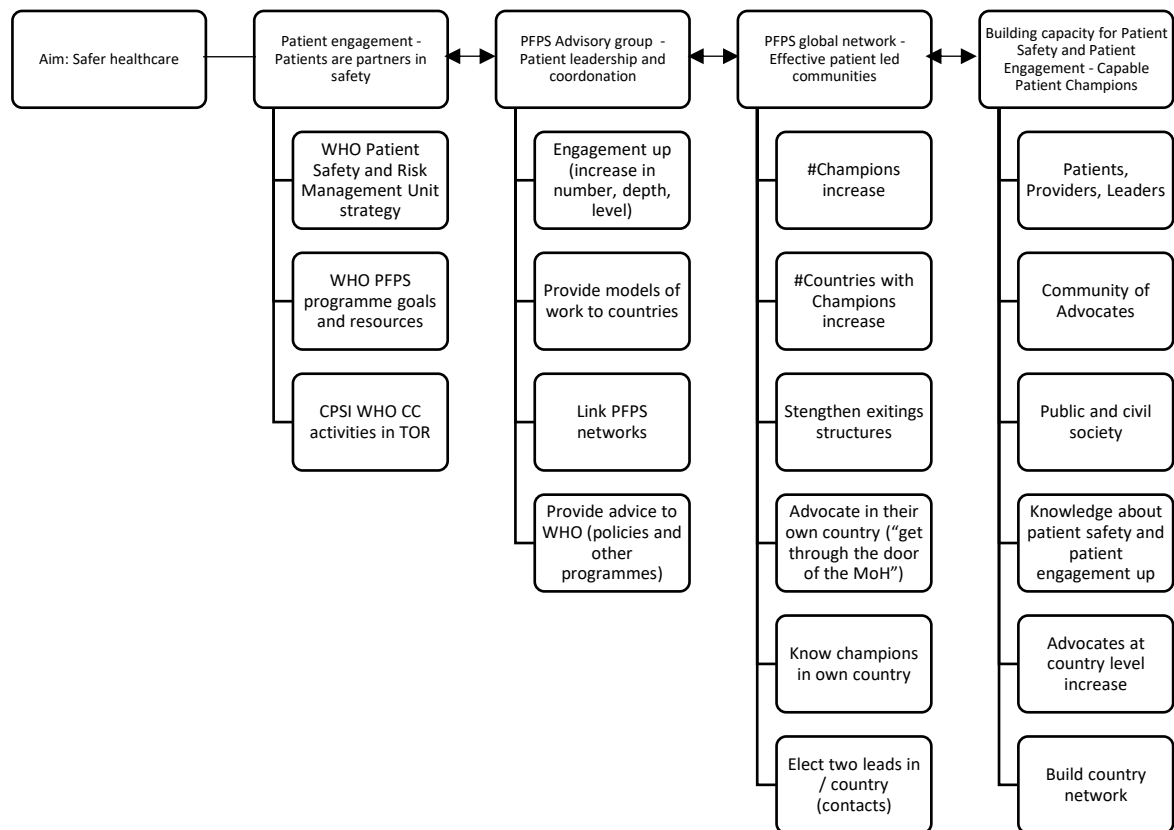 Aim: Safer healthcare
Patient engagement -
Patients are partners in
safety
PFPS Advisory group  -
Patient leadership and
coordonation
PFPS global network -
Effective patient led
communities
Building capacity for Patient
Safety and Patient
Engagement - Capable
Patient Champions
WHO Patient
Safety and Risk
Management Unit
strategy
WHO PFPS
programme goals
and resources
CPSI WHO CC
activities in TOR
Engagement up
(increase in
number, depth,
level)
Provide models of
work to countries
Link PFPS
networks
Provide advice to
WHO (policies and
other
programmes)
#Champions
increase
#Countries with
Champions
increase
Stengthen exitings
structures
Advocate in their
own country (“get
through the door
of the MoH”)
Know champions
in own country
Elect two leads in
/ country
(contacts)
Patients,
Providers, Leaders
Community of
Advocates
Public and civil
society
Knowledge about
patient safety and
patient
engagement up
Advocates at
country level
increase
Build country
network